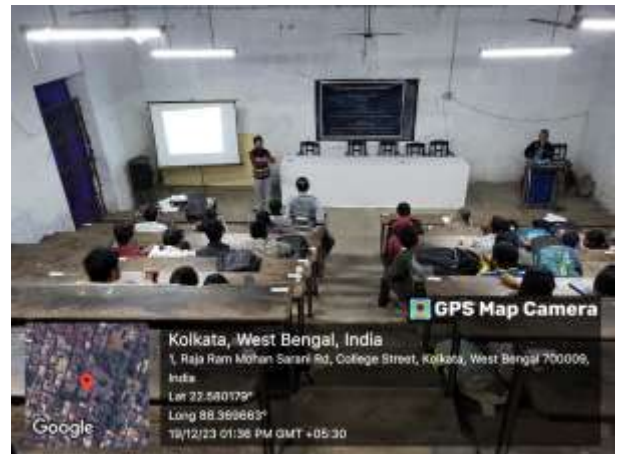 GPS Map Camera
Kolkata, West Bengal, India
1, Raja Ram Mohan Sarani Rd, College Street, Kolkata, West Bengal 700009,
India
Lat 22.580179°
Long 88.369663°
19/12/23 01:36 PM GMT +05:30
Google